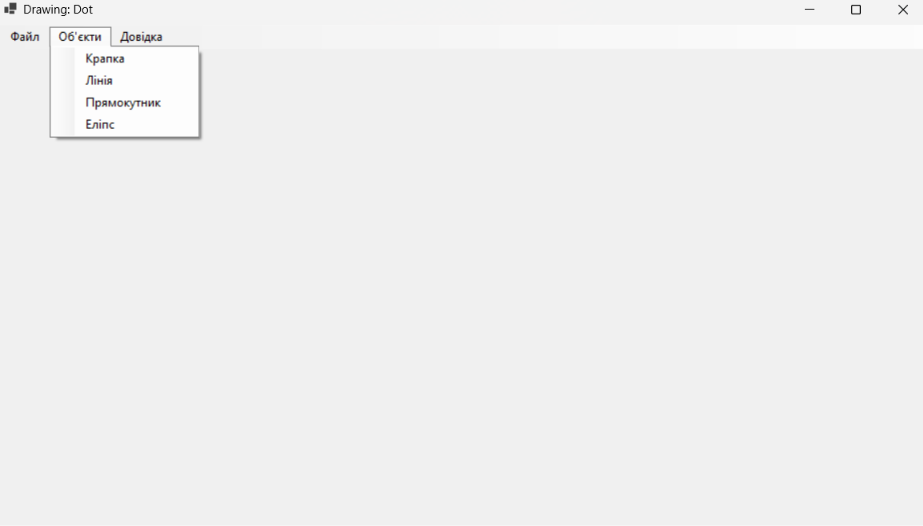 Drawing: Dot
Файл Об'єкти Довідка
Крапка
Лінія
Прямокутник
Еліпс